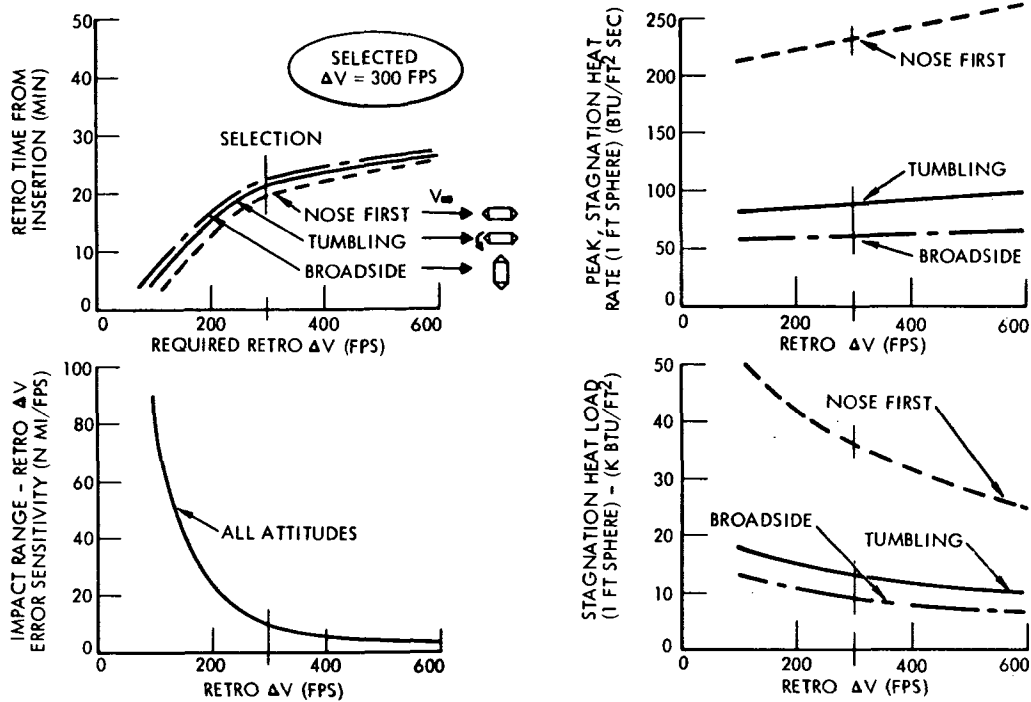 RETRO TIME FROM
INSERTION (MIN)
50
40
30
20
10
0
SELECTED
ΔV = 300 FPS
SELECTION
V∞
NOSE FIRST
TUMBLING
BROADSIDE
0 200 400 600
REQUIRED RETRO ΔV (FPS)
PEAK, STAGNATION HEAT
RATE (1 FT SPHERE) (BTU/FT² SEC)
250
200
150
100
50
0
NOSE FIRST
TUMBLING
BROADSIDE
0 200 400 600
RETRO ΔV (FPS)
IMPACT RANGE – RETRO ΔV
ERROR SENSITIVITY (N MI/FPS)
100
80
60
40
20
0
ALL ATTITUDES
0 200 400 600
RETRO ΔV (FPS)
STAGNATION HEAT LOAD
(1 FT SPHERE) – (K BTU/FT²)
50
40
30
20
10
0
NOSE FIRST
BROADSIDE
TUMBLING
0 200 400 600
RETRO ΔV (FPS)